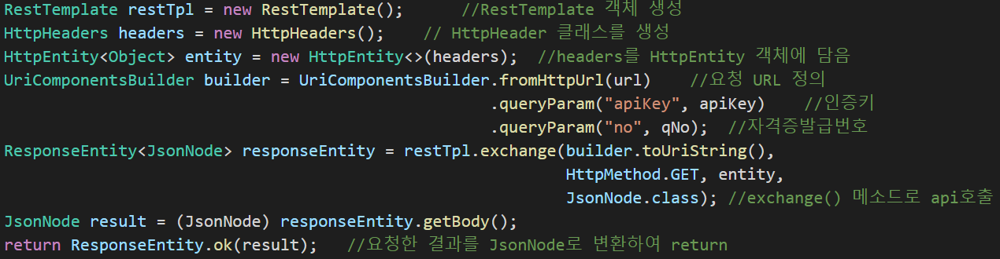 RestTemplate restTpl = new RestTemplate();      //RestTemplate 객체 생성
HttpHeaders headers = new HttpHeaders();    // HttpHeader 클래스를 생성
HttpEntity<Object> entity = new HttpEntity<>(headers);  //headers를 HttpEntity 객체에 담음
UriComponentsBuilder builder = UriComponentsBuilder.fromHttpUrl(url)    //요청 URL 정의
.queryParam("apiKey", apiKey)    //인증키
.queryParam("no", qNo);  //자격증발급번호
ResponseEntity<JsonNode> responseEntity = restTpl.exchange(builder.toUriString(),
HttpMethod.GET, entity,
JsonNode.class); //exchange() 메소드로 api호출
JsonNode result = (JsonNode) responseEntity.getBody();
return ResponseEntity.ok(result);   //요청한 결과를 JsonNode로 변환하여 return